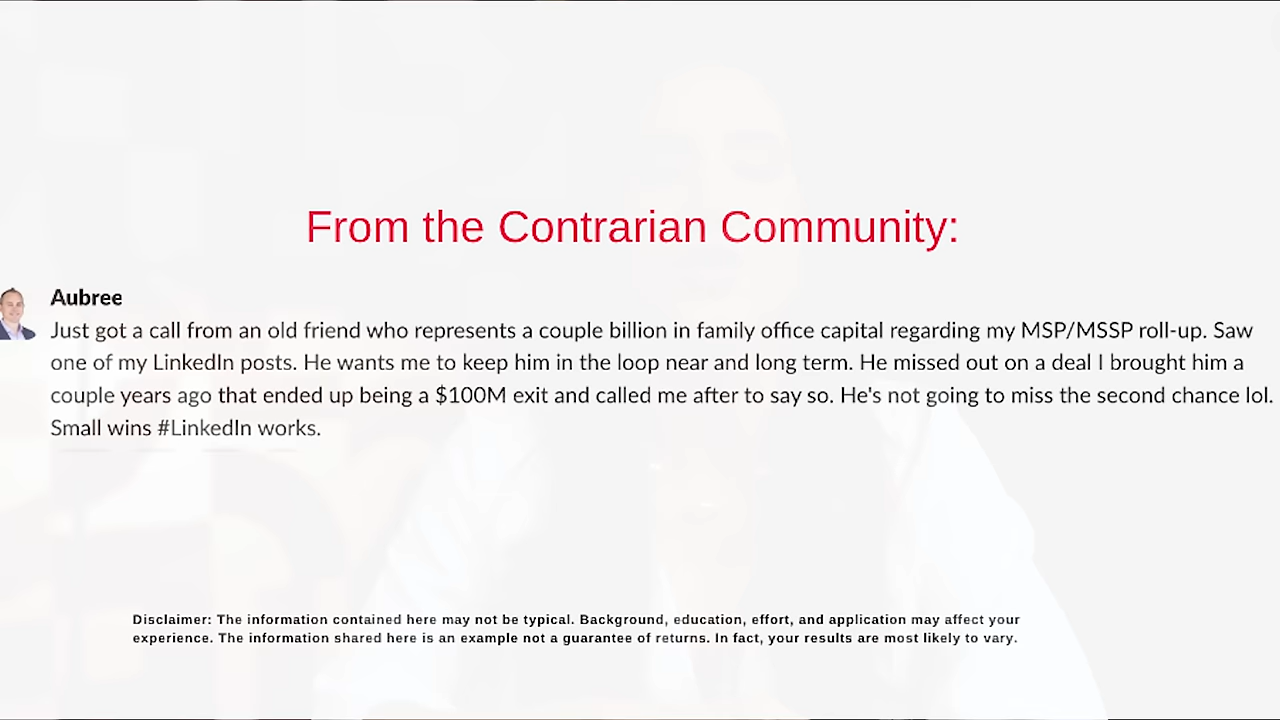 From the Contrarian Community:
Aubree
Just got a call from an old friend who represents a couple billion in family office capital regarding my MSP/MSSP roll-up. Saw
one of my LinkedIn posts. He wants me to keep him in the loop near and long term. He missed out on a deal I brought him a
couple years ago that ended up being a $100M exit and called me after to say so. He's not going to miss the second chance lol.
Small wins #LinkedIn works.
Disclaimer: The information contained here may not be typical. Background, education, effort, and application may affect your
experience. The information shared here is an example not a guarantee of returns. In fact, your results are most likely to vary.